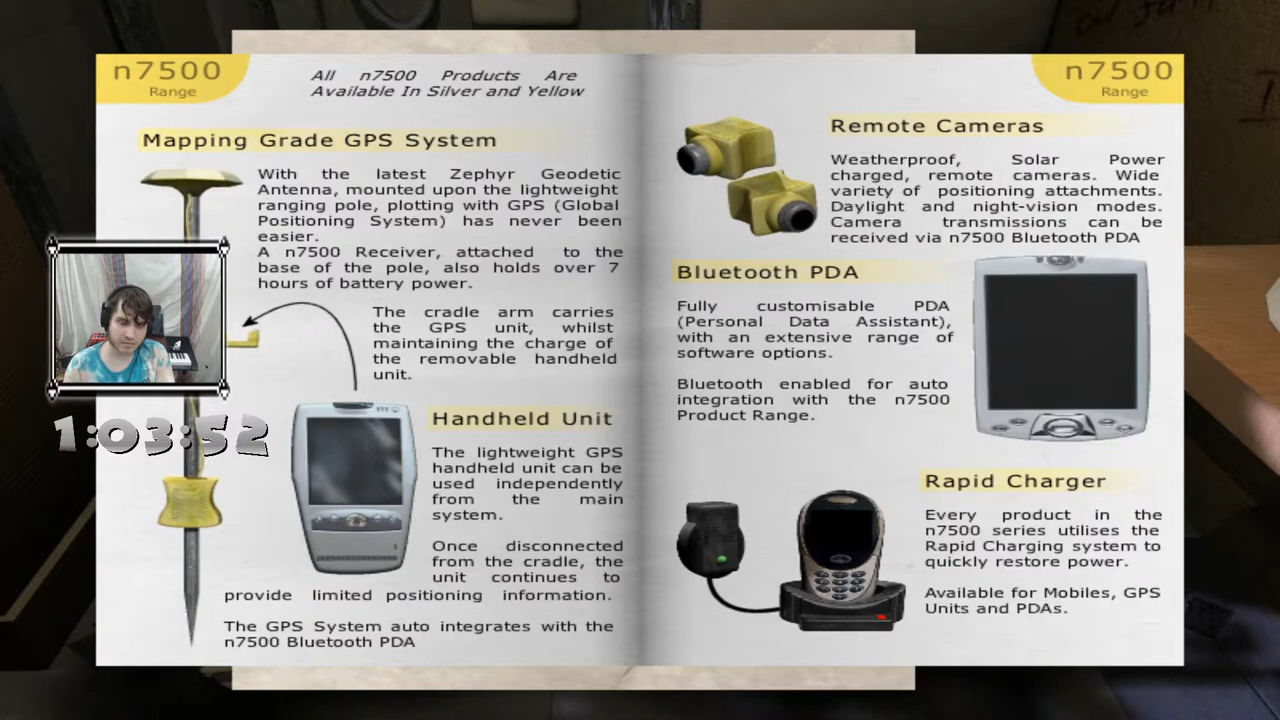 n7500
Range
All n7500 Products Are
Available In Silver and Yellow
Mapping Grade GPS System
With the latest Zephyr Geodetic
Antenna, mounted upon the lightweight
ranging pole, plotting with GPS (Global
Positioning System) has never been
easier.
A n7500 Receiver, attached to the
base of the pole, also holds over 7
hours of battery power.
The cradle arm carries
the GPS unit, whilst
maintaining the charge of
the removable handheld
unit.
1:03:52
Handheld Unit
The lightweight GPS
handheld unit can be
used independently
from the main
system.
Once disconnected
from the cradle, the
unit continues to
provide limited positioning information.
The GPS System auto integrates with the
n7500 Bluetooth PDA
n7500
Range
Remote Cameras
Weatherproof, Solar Power
charged, remote cameras. Wide
variety of positioning attachments.
Daylight and night-vision modes.
Camera transmissions can be
received via n7500 Bluetooth PDA
Bluetooth PDA
Fully customisable PDA
(Personal Data Assistant),
with an extensive range of
software options.
Bluetooth enabled for auto
integration with the n7500
Product Range.
Rapid Charger
Every product in the
n7500 series utilises the
Rapid Charging system to
quickly restore power.
Available for Mobiles, GPS
Units and PDAs.